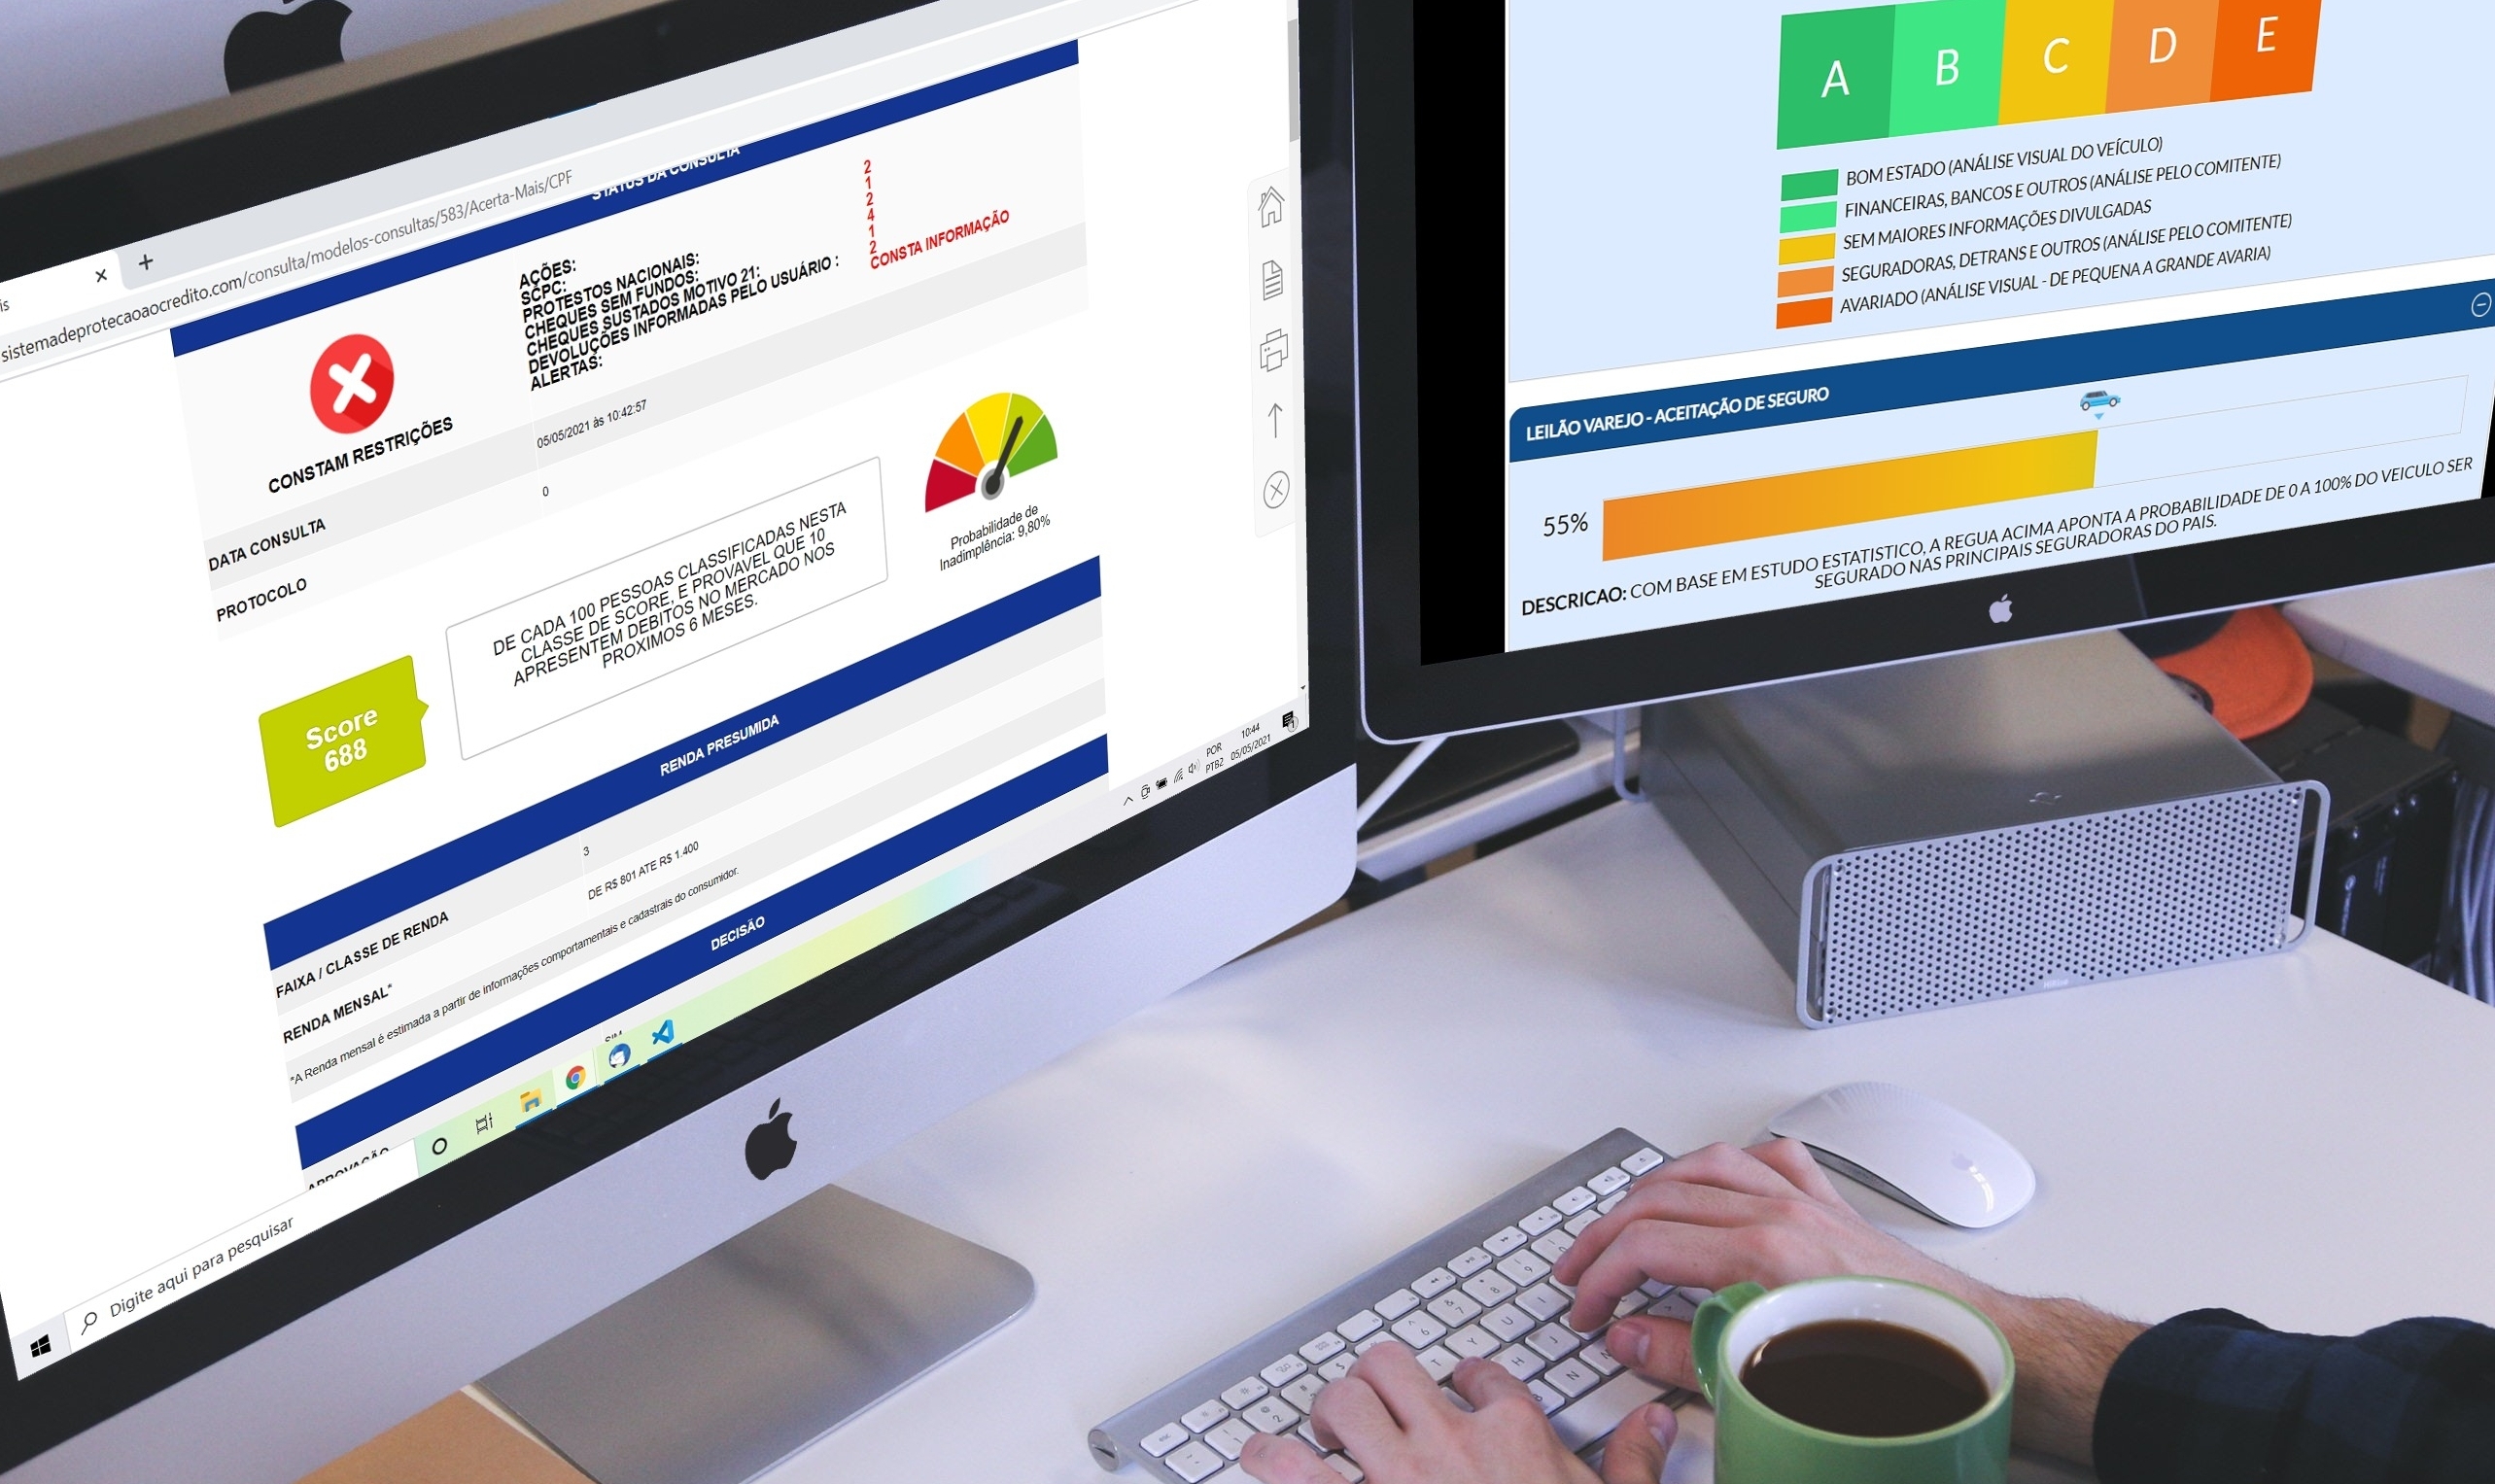 is
sistemadeprotecaoaocredito.com/consulta/modelos-consultas/583/Acerta-Mais/CPF
STATUS DA CONSULTA
CONSTAM RESTRIÇÕES
AÇÕES:
SCPC:
PROTESTOS NACIONAIS:
CHEQUES SEM FUNDOS:
CHEQUES SUSTADOS MOTIVO 21:
DEVOLUÇÕES INFORMADAS PELO USUÁRIO :
ALERTAS:
2
1
2
4
1
2
CONSTA INFORMAÇÃO
DATA CONSULTA 05/05/2021 às 10:42:57
PROTOCOLO 0
Score
688
DE CADA 100 PESSOAS CLASSIFICADAS NESTA
CLASSE DE SCORE, E PROVAVEL QUE 10
APRESENTEM DEBITOS NO MERCADO NOS
PROXIMOS 6 MESES.
Probabilidade de
Inadimplência: 9,80%
RENDA PRESUMIDA
FAIXA / CLASSE DE RENDA 3
RENDA MENSAL* DE R$ 801 ATE R$ 1.400
*A Renda mensal é estimada a partir de informações comportamentais e cadastrais do consumidor.
DECISÃO
APROVAÇÃO SIM
Digite aqui para pesquisar
POR
PTB2
10:44
05/05/2021
A B C D E
BOM ESTADO (ANÁLISE VISUAL DO VEÍCULO)
FINANCEIRAS, BANCOS E OUTROS (ANÁLISE PELO COMITENTE)
SEM MAIORES INFORMAÇÕES DIVULGADAS
SEGURADORAS, DETRANS E OUTROS (ANÁLISE PELO COMITENTE)
AVARIADO (ANÁLISE VISUAL - DE PEQUENA A GRANDE AVARIA)
LEILÃO VAREJO - ACEITAÇÃO DE SEGURO
55%
DESCRICAO: COM BASE EM ESTUDO ESTATISTICO, A REGUA ACIMA APONTA A PROBABILIDADE DE 0 A 100% DO VEICULO SER
SEGURADO NAS PRINCIPAIS SEGURADORAS DO PAIS.